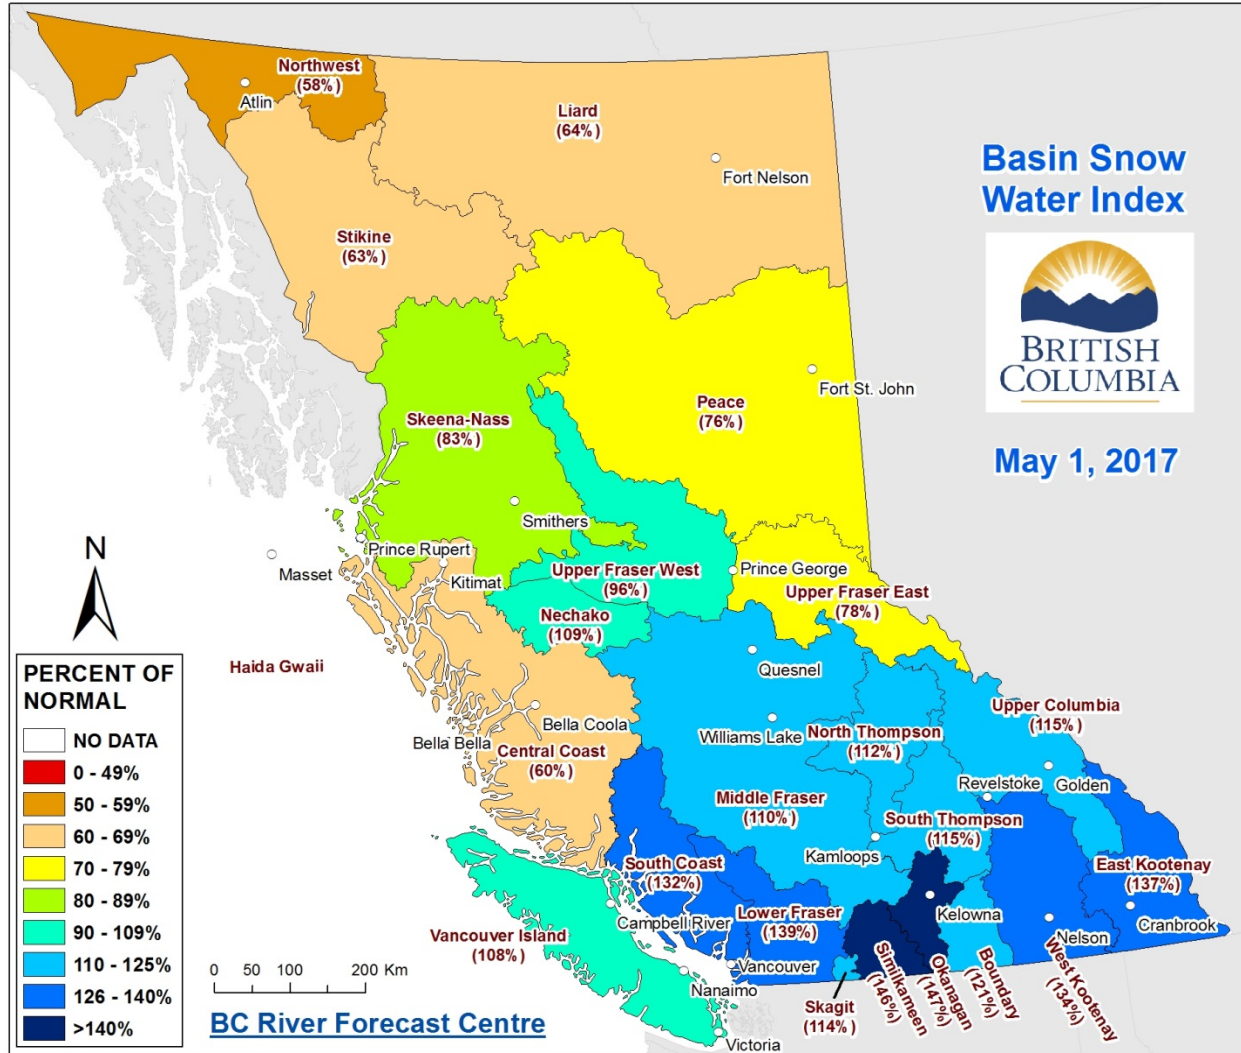 Northwest
(58%)
Atlin
Liard
(64%)
Fort Nelson
Basin Snow
Water Index
BRITISH
COLUMBIA
May 1, 2017
Stikine
(63%)
Fort St. John
Peace
(76%)
Skeena-Nass
(83%)
Smithers
Prince Rupert
Masset
Kitimat
Upper Fraser West
(96%)
Prince George
Upper Fraser East
(78%)
Nechako
(109%)
N
Haida Gwaii
Quesnel
Bella Coola
Williams Lake
North Thompson
(112%)
Upper Columbia
(115%)
Bella Bella
Central Coast
(60%)
Revelstoke
Golden
Middle Fraser
(110%)
South Thompson
(115%)
Kamloops
South Coast
(132%)
East Kootenay
(137%)
Campbell River
Lower Fraser
(139%)
Kelowna
Cranbrook
Nelson
Vancouver Island
(108%)
Vancouver
Nanaimo
Victoria
Skagit
(114%)
Similkameen
(146%)
Okanagan
(147%)
Boundary
(121%)
West Kootenay
(134%)
PERCENT OF
NORMAL
NO DATA
0 - 49%
50 - 59%
60 - 69%
70 - 79%
80 - 89%
90 - 109%
110 - 125%
126 - 140%
>140%
0 50 100 200 Km
BC River Forecast Centre